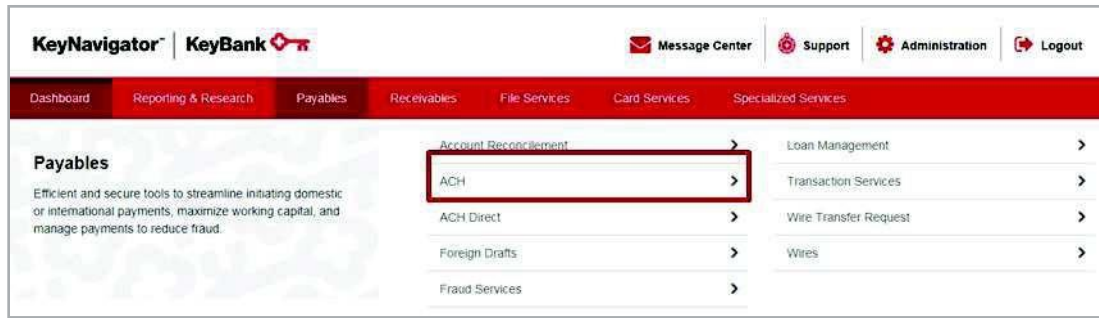 KeyNavigator™ | KeyBank
Message Center
Support
Administration
Logout
Dashboard
Reporting & Research
Payables
Receivables
File Services
Card Services
Specialized Services
Payables
Efficient and secure tools to streamline initiating domestic
or international payments, maximize working capital, and
manage payments to reduce fraud.
Account Reconcilement
ACH
ACH Direct
Foreign Drafts
Fraud Services
Loan Management
Transaction Services
Wire Transfer Request
Wires